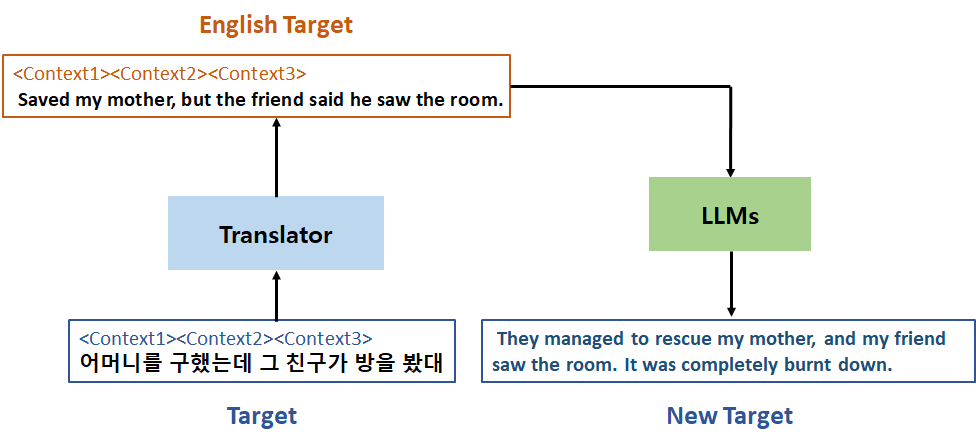 English Target
<Context1><Context2><Context3>
Saved my mother, but the friend said he saw the room.
Translator
LLMs
<Context1><Context2><Context3>
어머니를 구했는데 그 친구가 방을 봤대
Target
They managed to rescue my mother, and my friend
saw the room. It was completely burnt down.
New Target